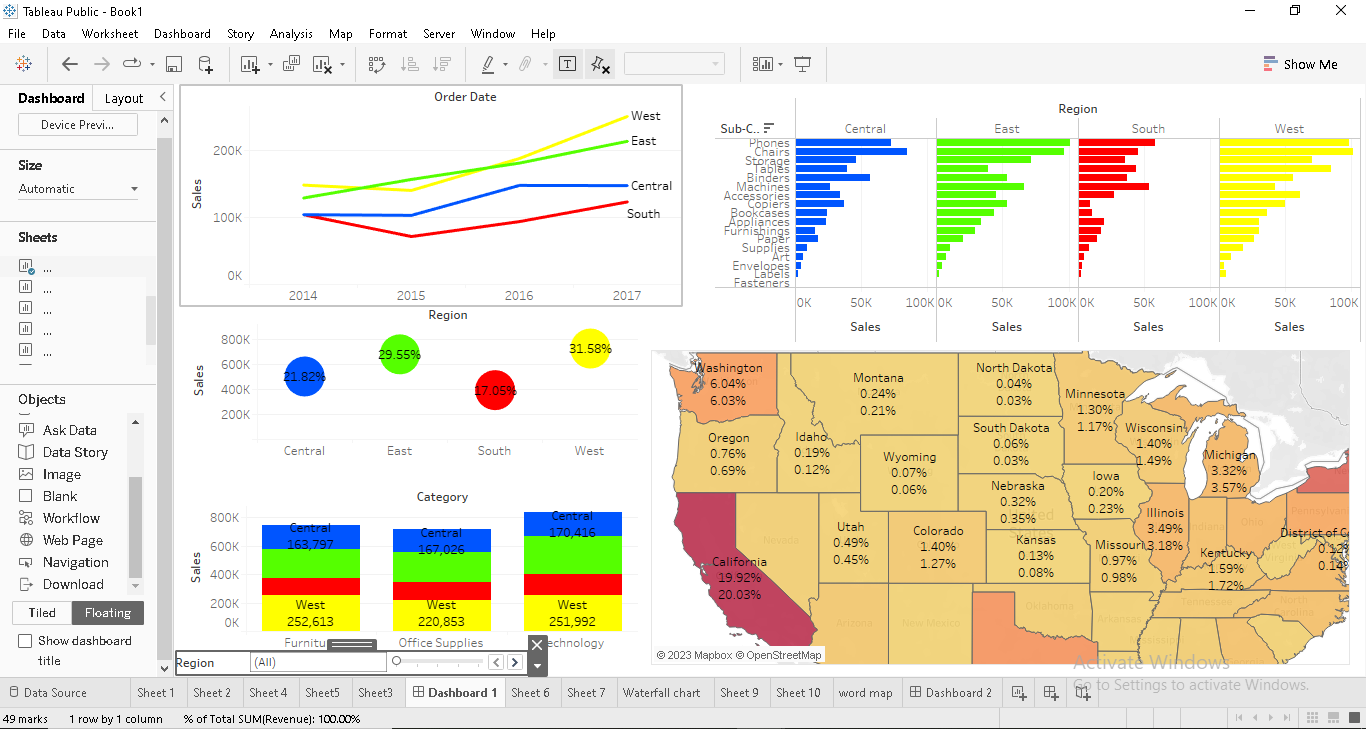 Tableau Public - Book1
File Data Worksheet Dashboard Story Analysis Map Format Server Window Help
Show Me
Dashboard Layout
Device Previ...
Size
Automatic
Sheets
...
...
...
...
...
Objects
Ask Data
Data Story
Image
Blank
Workflow
Web Page
Navigation
Download
Tiled Floating
Show dashboard
title
Order Date
Sales
200K
100K
0K
West
East
Central
South
2014 2015 2016 2017
Region
Sub-C..
Central East South West
Phones
Chairs
Storage
Tables
Binders
Machines
Accessories
Copiers
Bookcases
Appliances
Furnishings
Paper
Supplies
Art
Envelopes
Labels
Fasteners
0K 50K 100K 0K 50K 100K 0K 50K 100K 0K 50K 100K
Sales Sales Sales Sales
Region
Sales
800K
600K
400K
200K
21.82%
29.55%
17.05%
31.58%
Central East South West
Category
Sales
800K
600K
400K
200K
0K
Central
163,797
West
252,613
Central
167,026
West
220,853
Central
170,416
West
251,992
Furnitu Office Supplies echnology
Region (All)
Washington
6.04%
6.03%
Montana
0.24%
0.21%
North Dakota
0.04%
0.03%
Minnesota
1.30%
1.17%
Oregon
0.76%
0.69%
Idaho
0.19%
0.12%
South Dakota
0.06%
0.03%
Wisconsin
1.40%
1.49%
Wyoming
0.07%
0.06%
Michigan
3.32%
3.57%
Nebraska
0.32%
0.35%
Iowa
0.20%
0.23%
Pennsylvania
Nevada
Utah
0.49%
0.45%
Colorado
1.40%
1.27%
Kansas
0.13%
0.08%
Illinois
3.49%
3.18%
Indiana
Ohio
Missouri
0.97%
0.98%
Kentucky
1.59%
1.72%
District of C
0.12%
0.14%
California
19.92%
20.03%
Arizona
New Mexico
Oklahoma
Arkansas
Tennessee
North
Carolina
Mississippi
© 2023 Mapbox © OpenStreetMap
Activate Windows
Go to Settings to activate Windows.
Data Source Sheet 1 Sheet 2 Sheet 4 Sheet5 Sheet3 Dashboard 1 Sheet 6 Sheet 7 Waterfall chart Sheet 9 Sheet 10 word map Dashboard 2
49 marks 1 row by 1 column % of Total SUM(Revenue): 100.00%